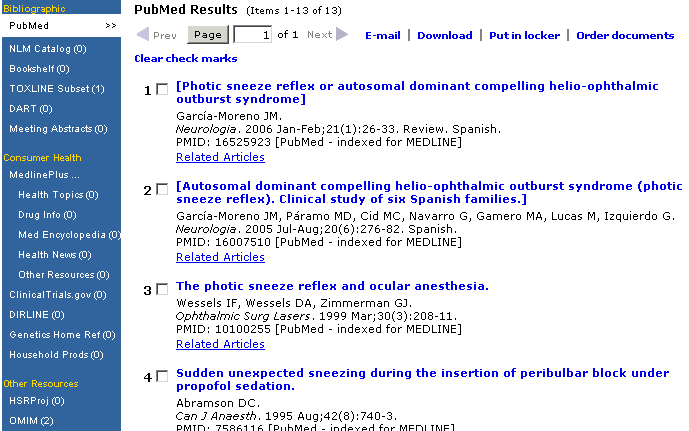 Bibliographic
PubMed >>
NLM Catalog (0)
Bookshelf (0)
TOXLINE Subset (1)
DART (0)
Meeting Abstracts (0)
Consumer Health
MedlinePlus ...
Health Topics (0)
Drug Info (0)
Med Encyclopedia (0)
Health News (0)
Other Resources (0)
ClinicalTrials.gov (0)
DIRLINE (0)
Genetics Home Ref (0)
Household Prods (0)
Other Resources
HSRProj (0)
OMIM (2)
PubMed Results (Items 1-13 of 13)
Prev Page 1 of 1 Next E-mail | Download | Put in locker | Order documents
Clear check marks
1 [Photic sneeze reflex or autosomal dominant compelling helio-ophthalmic
outburst syndrome]
García-Moreno JM.
Neurologia. 2006 Jan-Feb;21(1):26-33. Review. Spanish.
PMID: 16525923 [PubMed - indexed for MEDLINE]
Related Articles
2 [Autosomal dominant compelling helio-ophthalmic outburst syndrome (photic
sneeze reflex). Clinical study of six Spanish families.]
García-Moreno JM, Páramo MD, Cid MC, Navarro G, Gamero MA, Lucas M, Izquierdo G.
Neurologia. 2005 Jul-Aug;20(6):276-82. Spanish.
PMID: 16007510 [PubMed - indexed for MEDLINE]
Related Articles
3 The photic sneeze reflex and ocular anesthesia.
Wessels IF, Wessels DA, Zimmerman GJ.
Ophthalmic Surg Lasers. 1999 Mar;30(3):208-11.
PMID: 10100255 [PubMed - indexed for MEDLINE]
Related Articles
4 Sudden unexpected sneezing during the insertion of peribulbar block under
propofol sedation.
Abramson DC.
Can J Anaesth. 1995 Aug;42(8):740-3.
PMID: 7586116 [PubMed - indexed for MEDLINE]